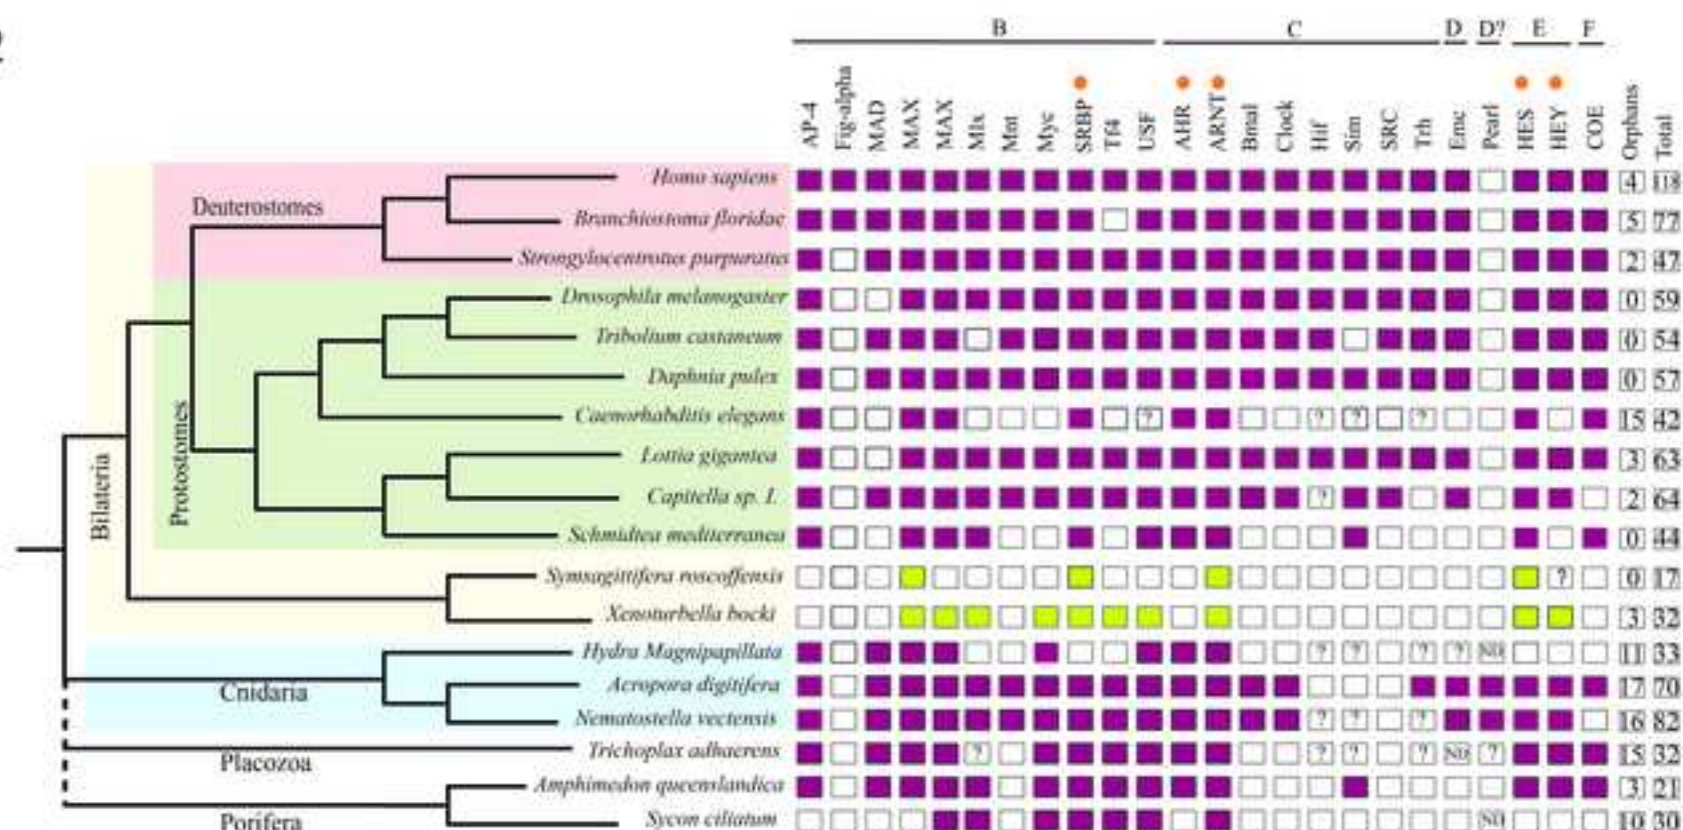 B C D D? E F
AP-4 Fig-alpha MAD MAX MAX Mlx Mnt Myc SRBP Tf4 USF AHR ARNT Bmal Clock Hif Sim SRC Trh Emc Pearl HES HEY COE Orphans Total
Homo sapiens 4 118
Deuterostomes
Branchiostoma floridae 5 77
Strongylocentrotus purpuratus 2 47
Drosophila melanogaster 0 59
Tribolium castaneum 0 54
Daphnia pulex 0 57
Protostomes
Caenorhabditis elegans ? ? ? ? 15 42
Lottia gigantea 3 63
Bilateria
Capitella sp. I. ? 2 64
Schmidtea mediterranea 0 44
Symsagittifera roscoffensis ? 0 17
Xenoturbella bocki 3 32
Hydra Magnipapillata ? ? ? ? ND 11 33
Cnidaria
Acropora digitifera 17 70
Nematostella vectensis ? ? ? 16 82
Trichoplax adhaerens ? ? ? ? ND ? 15 32
Placozoa
Amphimedon queenslandica 3 21
Porifera
Sycon ciliatum ND 10 30